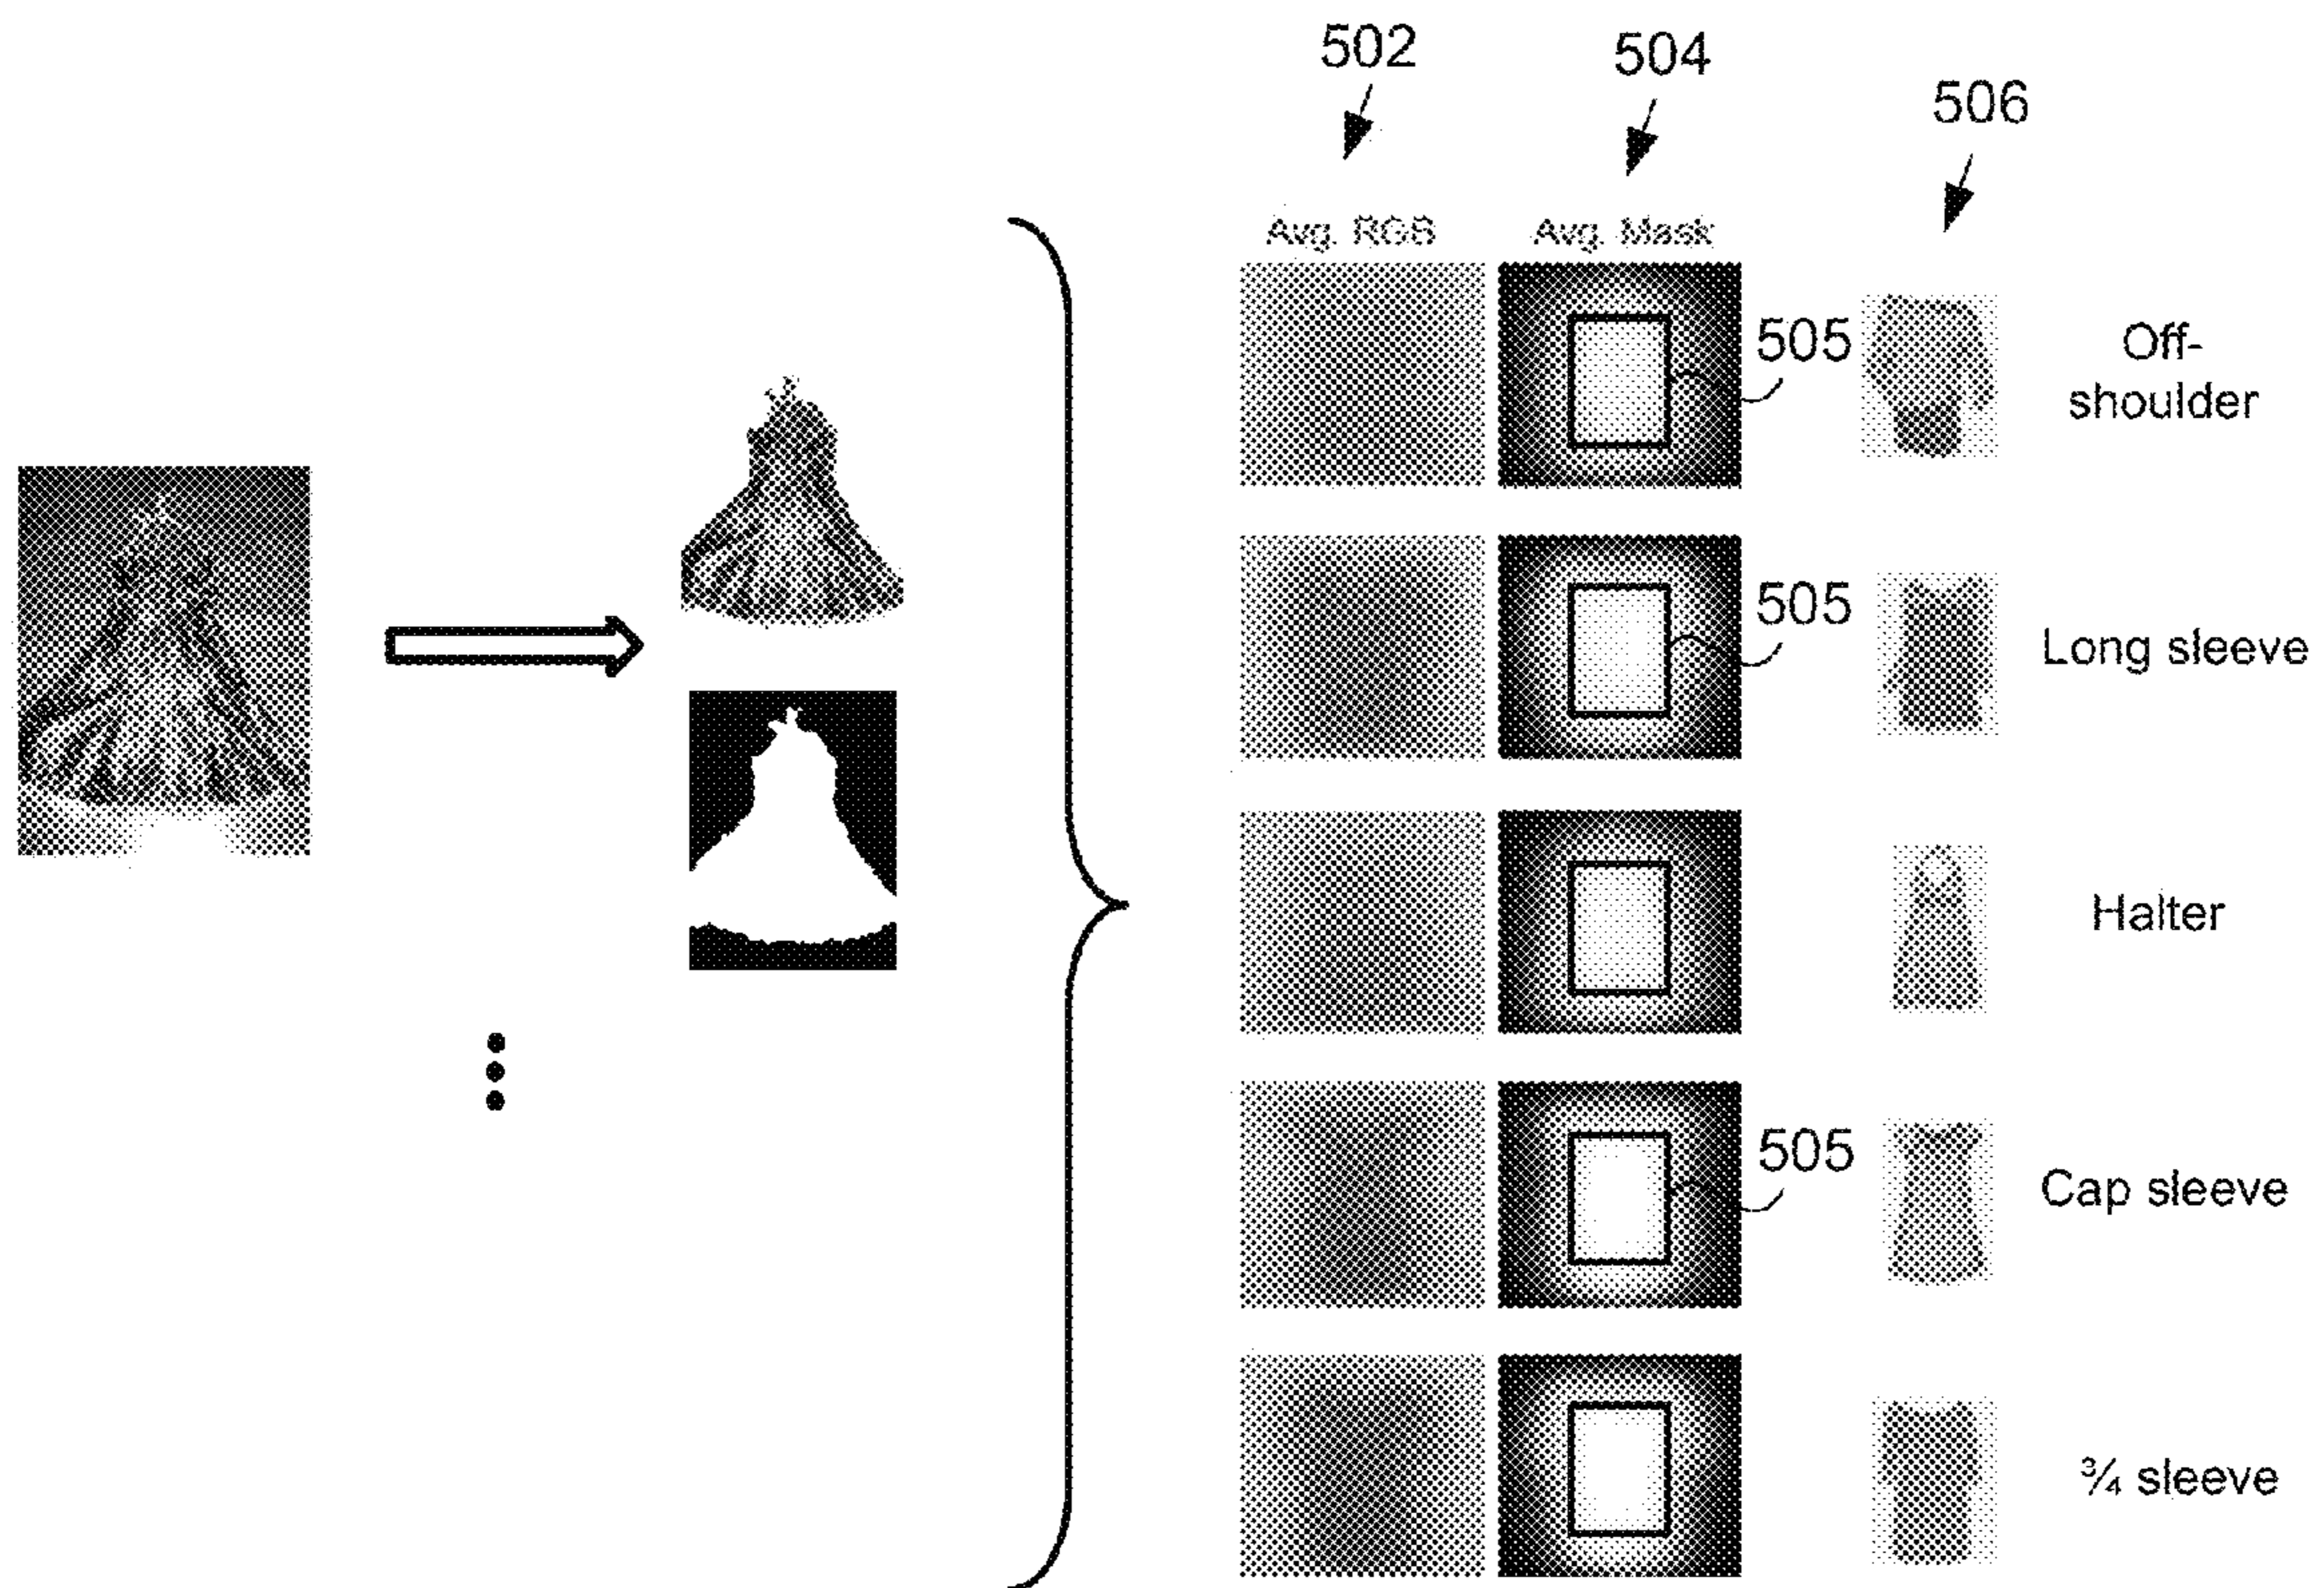 502
504
506
Avg. RGB
Avg. Mask
505
Off-
shoulder
505
Long sleeve
Halter
505
Cap sleeve
¾ sleeve